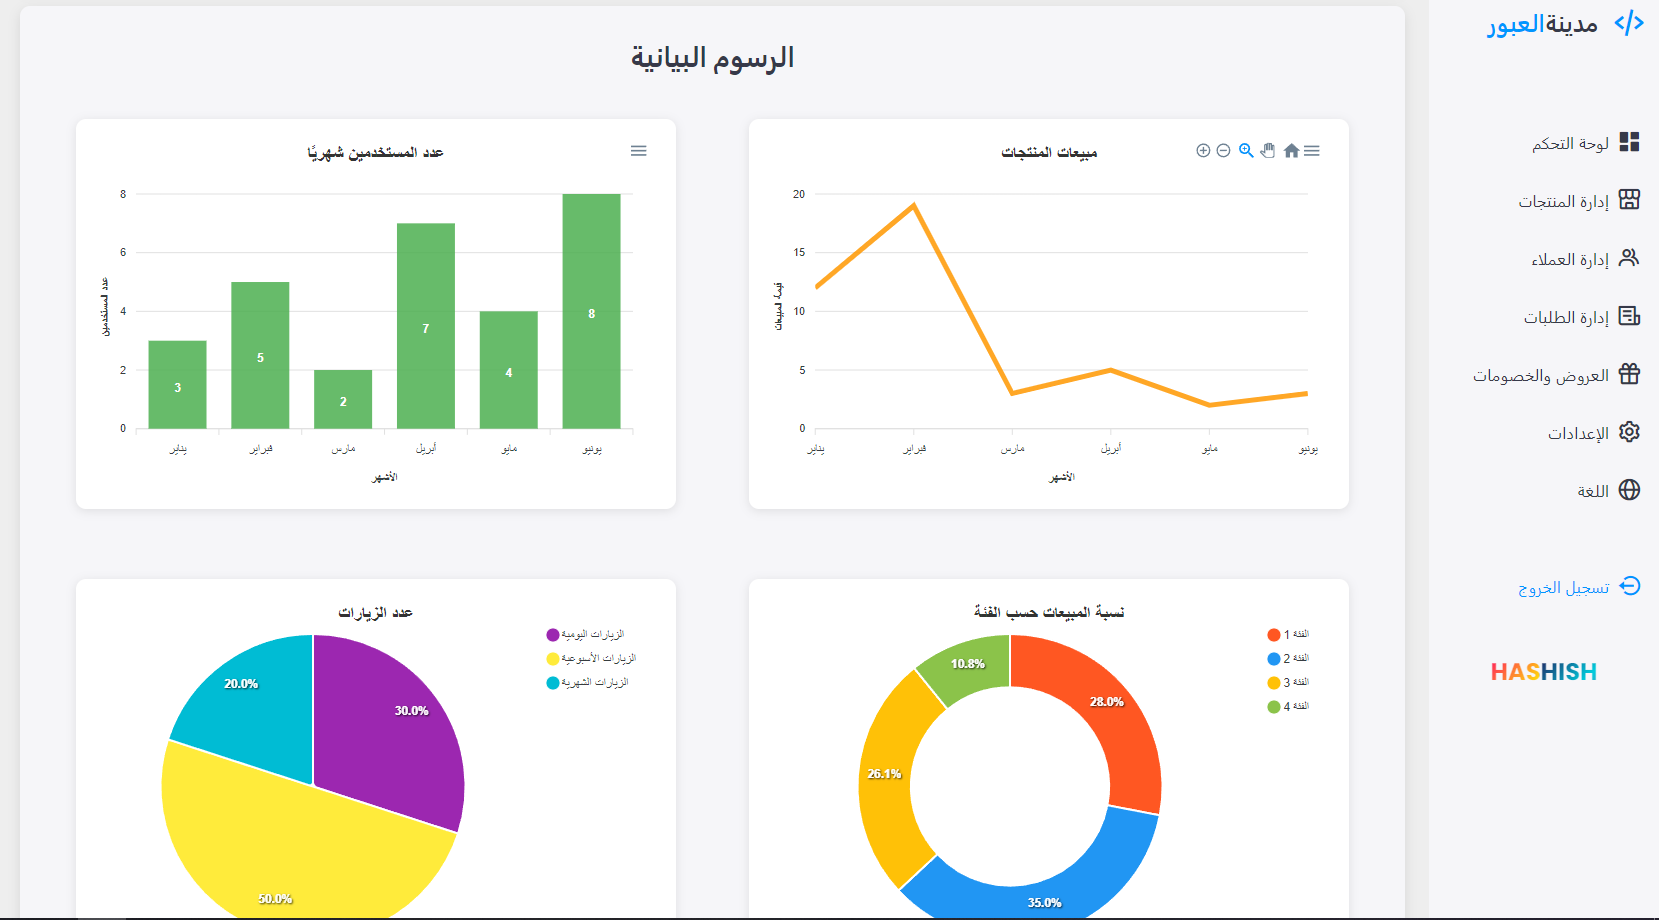 مدينةالعبور
لوحة التحكم
إدارة المنتجات
إدارة العملاء
إدارة الطلبات
العروض والخصومات
الإعدادات
اللغة
تسجيل الخروج
HASHISH
الرسوم البيانية
مبيعات المنتجات
20
15
10
5
0
قيمة المبيعات
يناير
فبراير
مارس
أبريل
مايو
يونيو
الأشهر
عدد المستخدمين شهريًا
8
6
4
2
0
عدد المستخدمين
3
5
2
7
4
8
يناير
فبراير
مارس
أبريل
مايو
يونيو
الأشهر
نسبة المبيعات حسب الفئة
الفئة 1
الفئة 2
الفئة 3
الفئة 4
10.8%
28.0%
26.1%
35.0%
عدد الزيارات
الزيارات اليومية
الزيارات الأسبوعية
الزيارات الشهرية
20.0%
30.0%
50.0%